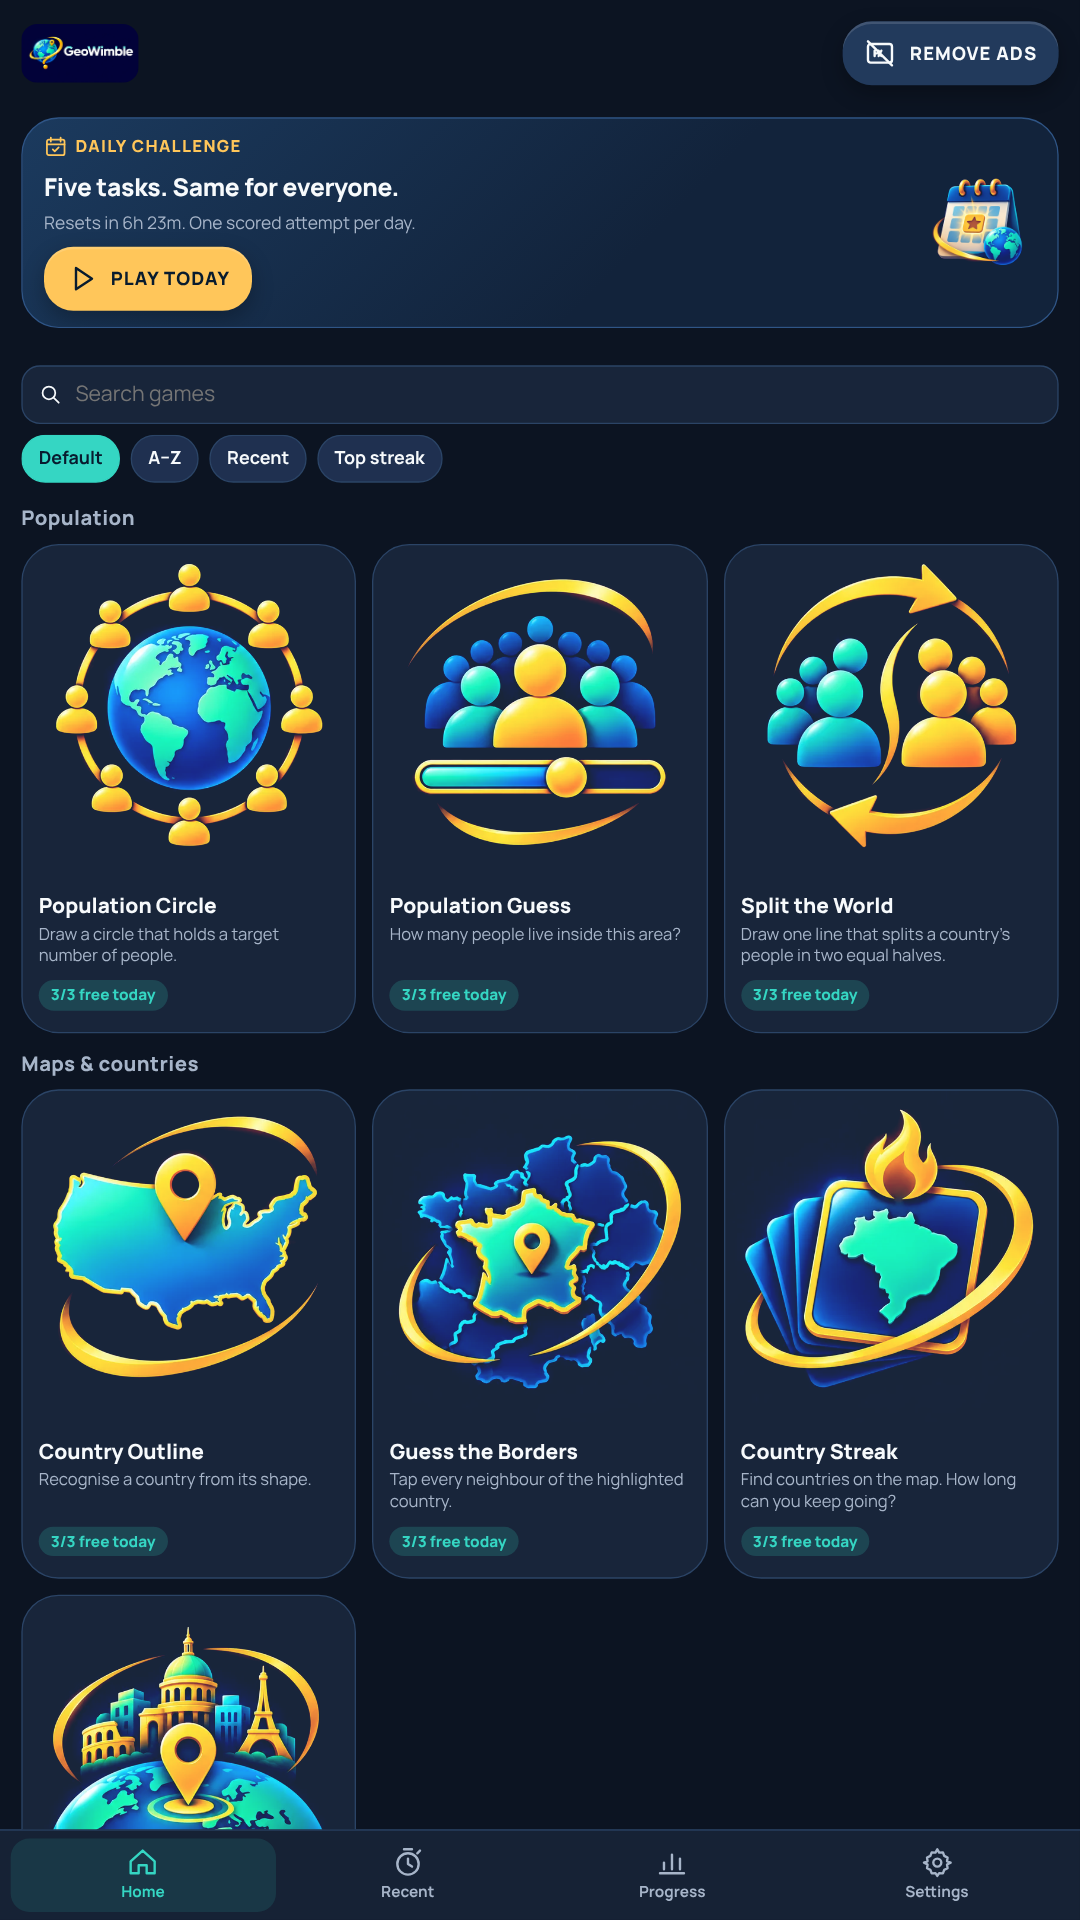 GeoWimble
REMOVE ADS
DAILY CHALLENGE
Five tasks. Same for everyone.
Resets in 6h 23m. One scored attempt per day.
PLAY TODAY
Search games
Default
A–Z
Recent
Top streak
Population
Population Circle
Draw a circle that holds a target
number of people.
3/3 free today
Population Guess
How many people live inside this area?
3/3 free today
Split the World
Draw one line that splits a country's
people in two equal halves.
3/3 free today
Maps & countries
Country Outline
Recognise a country from its shape.
3/3 free today
Guess the Borders
Tap every neighbour of the highlighted
country.
3/3 free today
Country Streak
Find countries on the map. How long
can you keep going?
3/3 free today
Home
Recent
Progress
Settings